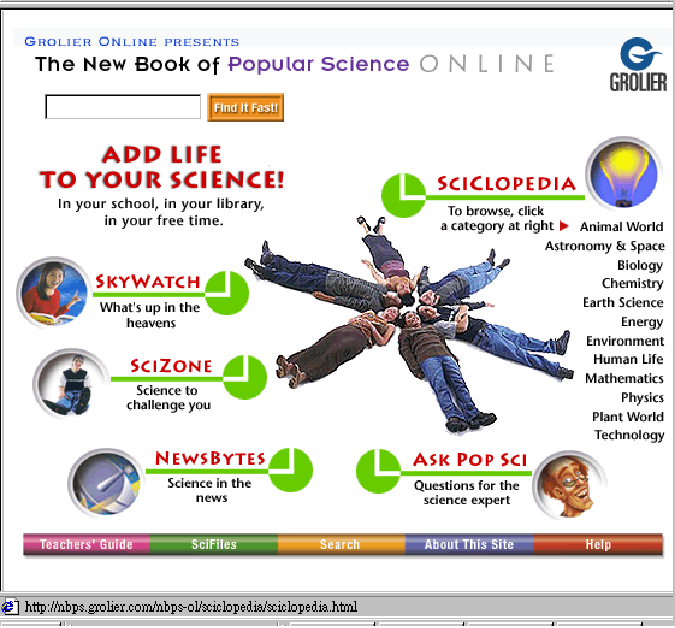 GROLIER ONLINE PRESENTS
The New Book of Popular Science ONLINE
GROLIER
Find it Fast!
ADD LIFE
TO YOUR SCIENCE!
In your school, in your library,
in your free time.
SCICLOPEDIA
To browse, click
a category at right
Animal World
Astronomy & Space
Biology
Chemistry
Earth Science
Energy
Environment
Human Life
Mathematics
Physics
Plant World
Technology
SKYWATCH
What's up in the
heavens
SCIZONE
Science to
challenge you
NEWSBYTES
Science in the
news
ASK POP SCI
Questions for the
science expert
Teachers' Guide SciFiles Search About This Site Help
http://nbps.grolier.com/nbps-ol/sciclopedia/sciclopedia.html